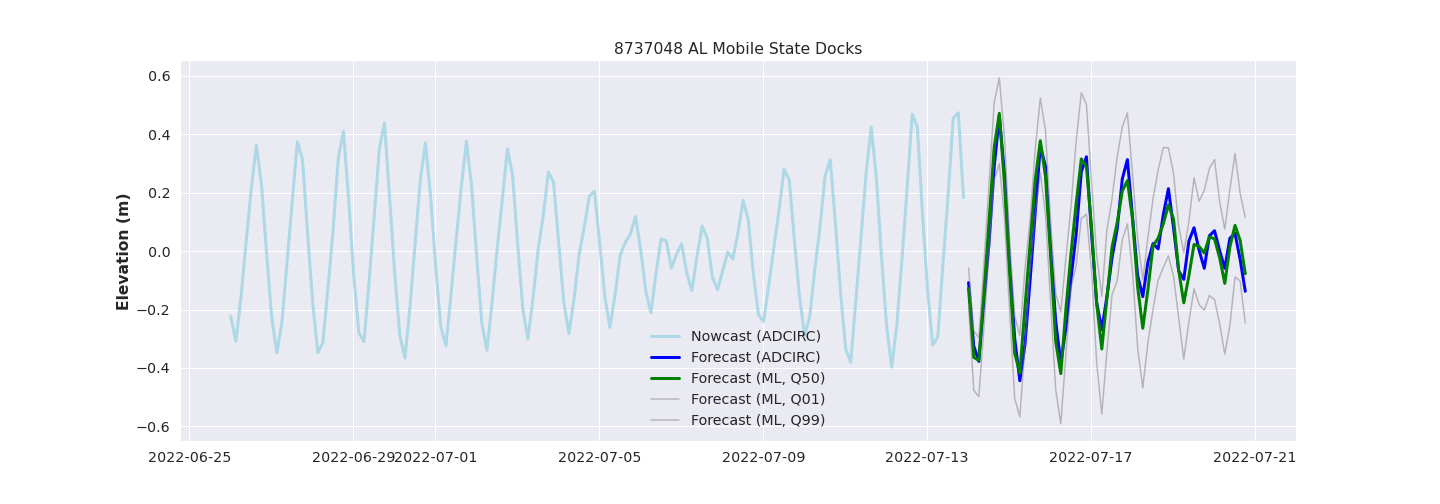 8737048 AL Mobile State Docks
Elevation (m)
0.6
0.4
0.2
0.0
−0.2
−0.4
−0.6
Nowcast (ADCIRC)
Forecast (ADCIRC)
Forecast (ML, Q50)
Forecast (ML, Q01)
Forecast (ML, Q99)
2022-06-25 2022-06-29 2022-07-01 2022-07-05 2022-07-09 2022-07-13 2022-07-17 2022-07-21